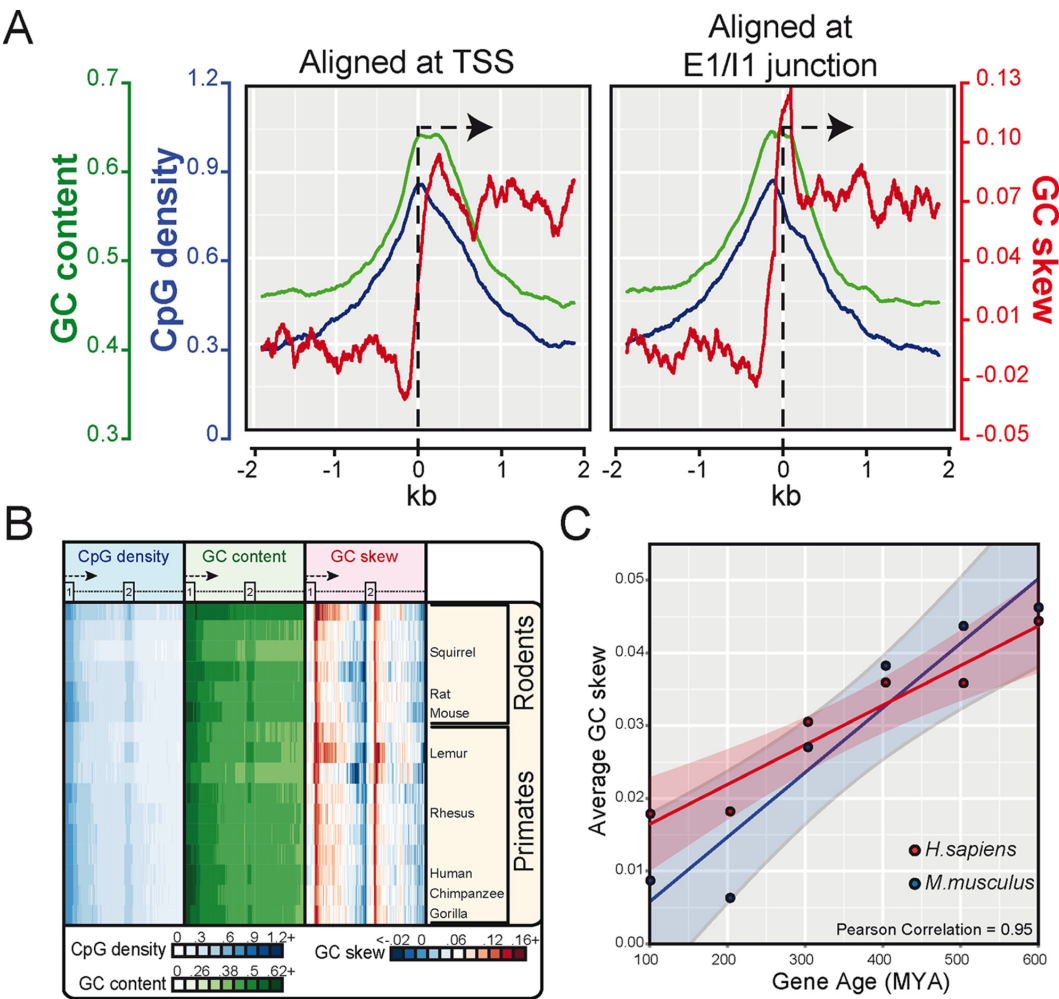 A
Aligned at TSS
Aligned at
E1/I1 junction
GC content
0.7
0.6
0.5
0.4
0.3
CpG density
1.2
0.9
0.6
0.3
0
GC skew
0.13
0.10
0.07
0.04
0.01
-0.02
-0.05
-2 -1 0 1 2
kb
-2 -1 0 1 2
kb
B
CpG density GC content GC skew
1 2 1 2 1 2
Squirrel
Rat
Mouse
Rodents
Lemur
Rhesus
Human
Chimpanzee
Gorilla
Primates
CpG density 0 .3 .6 .9 1.2+
GC content 0 .26 .38 .5 .62+
GC skew <-.02 0 .06 .12 .16+
C
Average GC skew
0.05
0.04
0.03
0.02
0.01
0.00
H.sapiens
M.musculus
Pearson Correlation = 0.95
100 200 300 400 500 600
Gene Age (MYA)